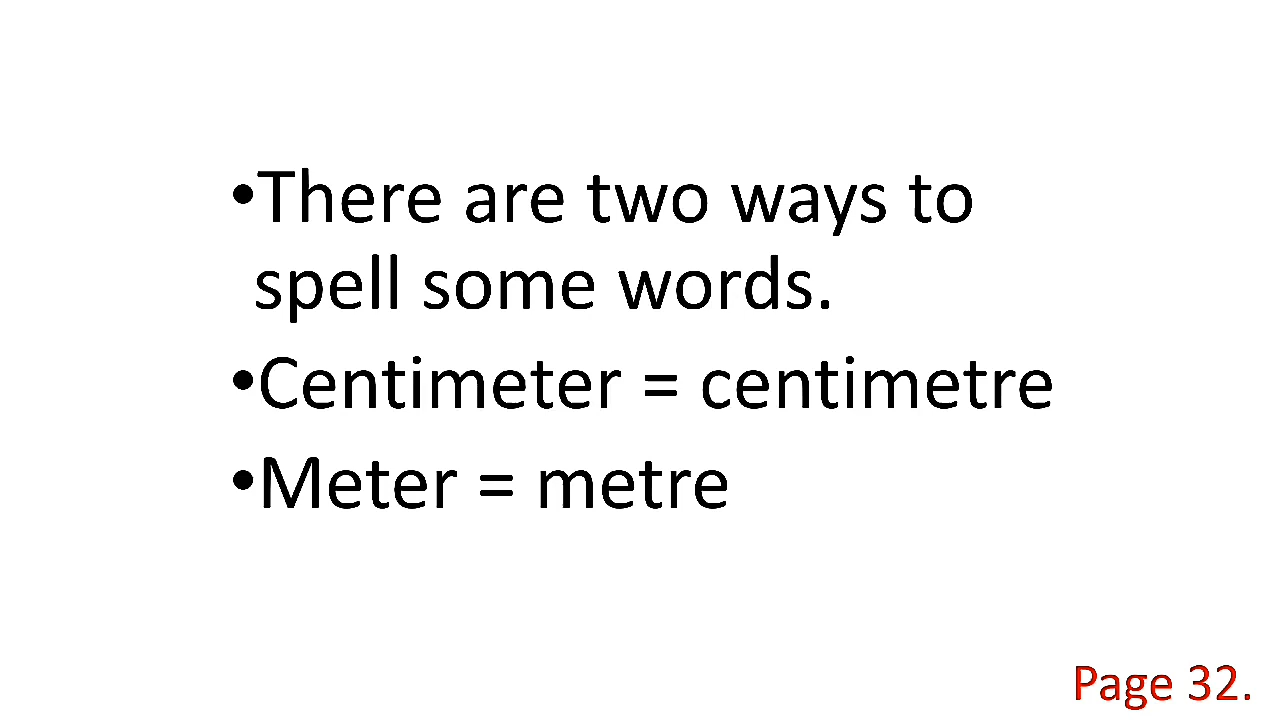 •There are two ways to
spell some words.
•Centimeter = centimetre
•Meter = metre
Page 32.